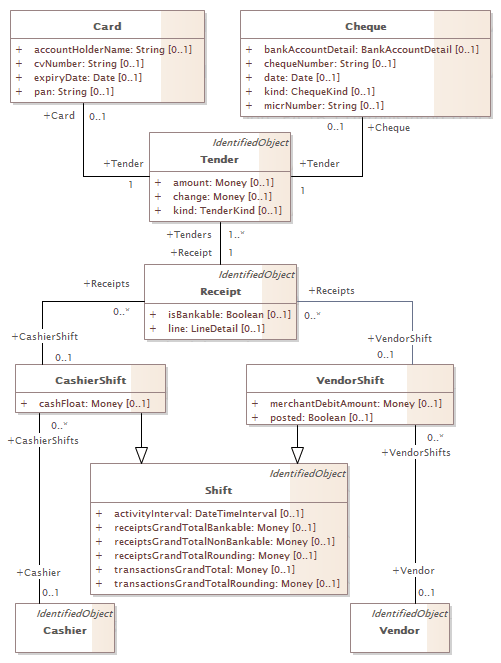 Card
+ accountHolderName: String [0..1]
+ cvNumber: String [0..1]
+ expiryDate: Date [0..1]
+ pan: String [0..1]
Cheque
+ bankAccountDetail: BankAccountDetail [0..1]
+ chequeNumber: String [0..1]
+ date: Date [0..1]
+ kind: ChequeKind [0..1]
+ micrNumber: String [0..1]
+Card
0..1
0..1
+Cheque
+Tender
1
+Tender
1
IdentifiedObject
Tender
+ amount: Money [0..1]
+ change: Money [0..1]
+ kind: TenderKind [0..1]
+Tenders
1..*
+Receipt
1
IdentifiedObject
Receipt
+ isBankable: Boolean [0..1]
+ line: LineDetail [0..1]
+Receipts
0..*
+Receipts
0..*
+CashierShift
0..1
+VendorShift
0..1
CashierShift
+ cashFloat: Money [0..1]
VendorShift
+ merchantDebitAmount: Money [0..1]
+ posted: Boolean [0..1]
0..*
+CashierShifts
0..*
+VendorShifts
IdentifiedObject
Shift
+ activityInterval: DateTimeInterval [0..1]
+ receiptsGrandTotalBankable: Money [0..1]
+ receiptsGrandTotalNonBankable: Money [0..1]
+ receiptsGrandTotalRounding: Money [0..1]
+ transactionsGrandTotal: Money [0..1]
+ transactionsGrandTotalRounding: Money [0..1]
+Cashier
0..1
+Vendor
0..1
IdentifiedObject
Cashier
IdentifiedObject
Vendor